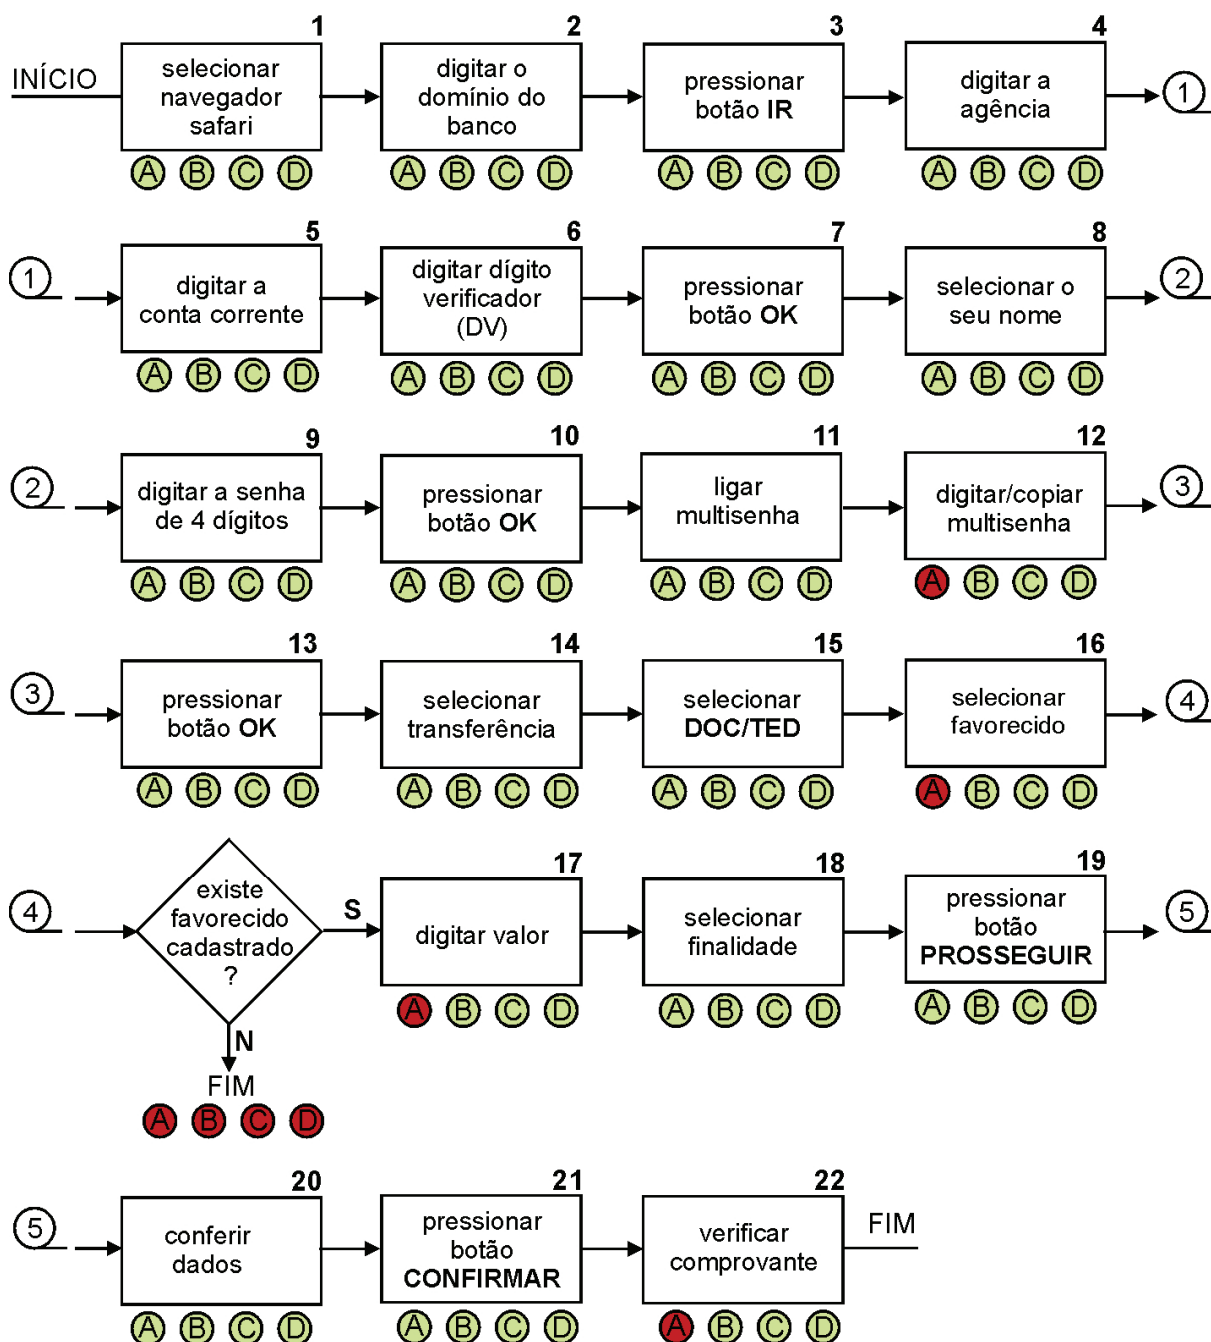 1
2
3
4
INÍCIO
selecionar
navegador
safari
digitar o
domínio do
banco
pressionar
botão IR
digitar a
agência
1
A B C D
A B C D
A B C D
A B C D
5
6
7
8
1
digitar a
conta corrente
digitar dígito
verificador
(DV)
pressionar
botão OK
selecionar o
seu nome
2
A B C D
A B C D
A B C D
A B C D
9
10
11
12
2
digitar a senha
de 4 dígitos
pressionar
botão OK
ligar
multisenha
digitar/copiar
multisenha
3
A B C D
A B C D
A B C D
A B C D
13
14
15
16
3
pressionar
botão OK
selecionar
transferência
selecionar
DOC/TED
selecionar
favorecido
4
A B C D
A B C D
A B C D
A B C D
4
existe
favorecido
cadastrado
?
S
N
FIM
A B C D
17
digitar valor
A B C D
18
selecionar
finalidade
A B C D
19
pressionar
botão
PROSSEGUIR
A B C D
5
20
21
22
5
conferir
dados
pressionar
botão
CONFIRMAR
verificar
comprovante
FIM
A B C D
A B C D
A B C D